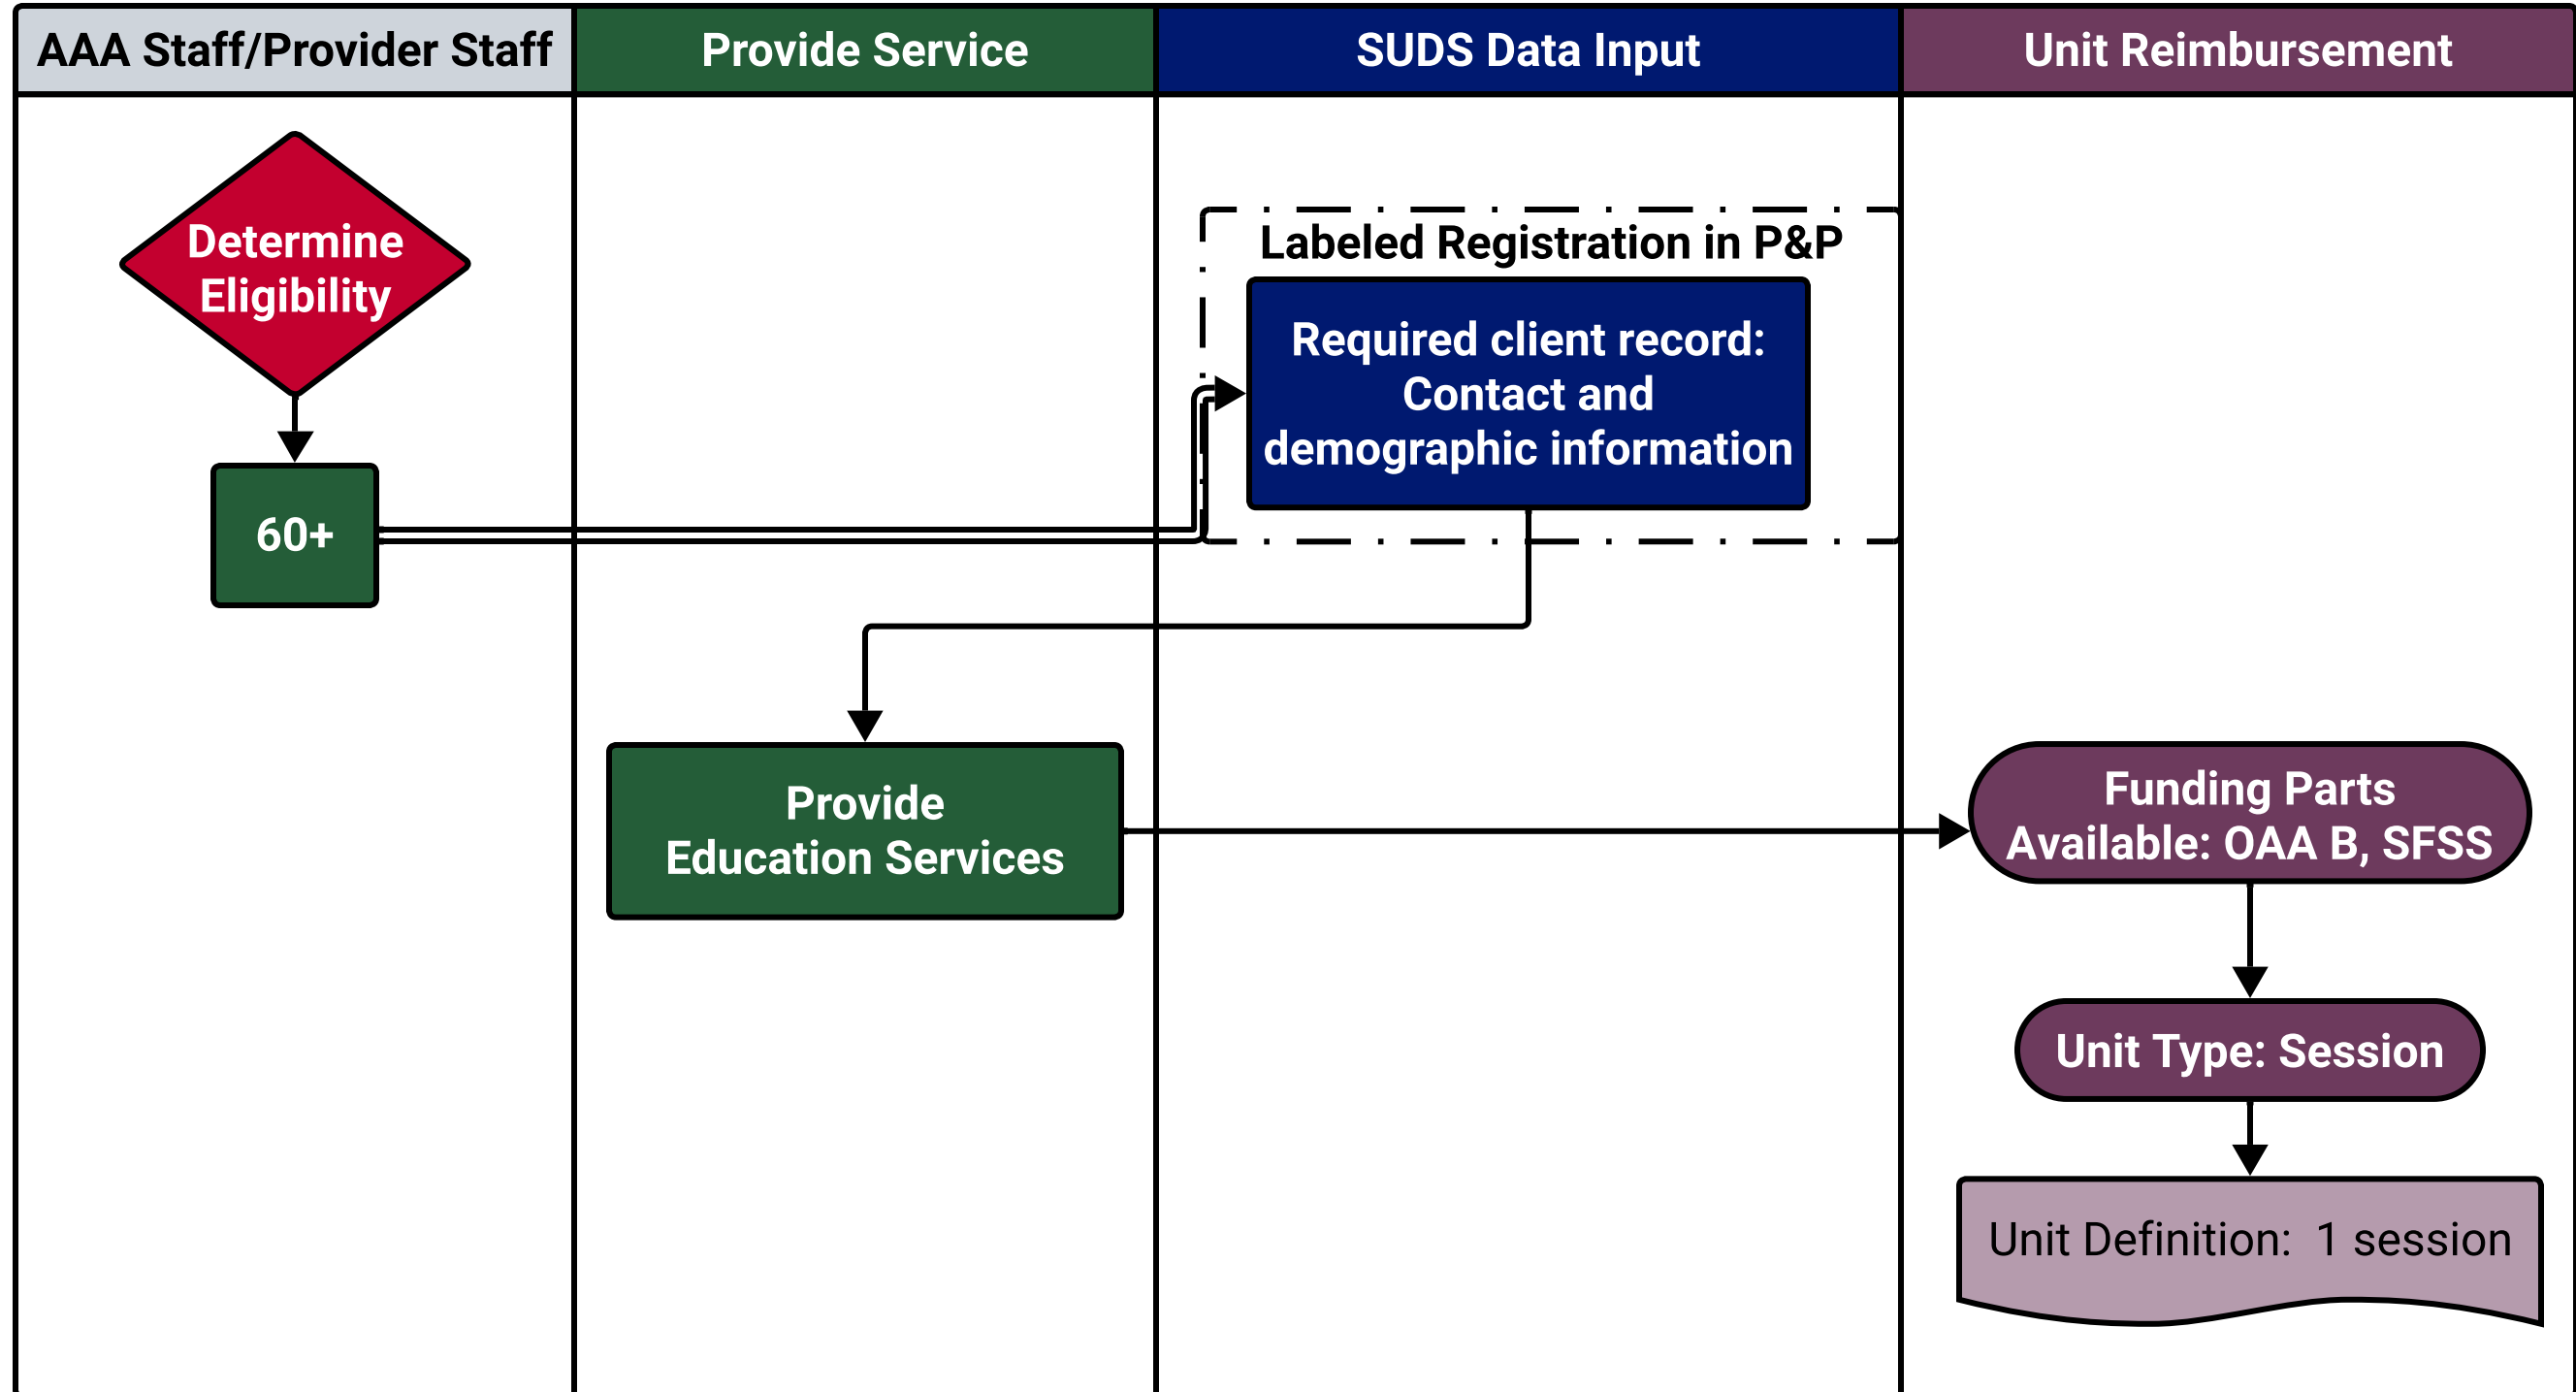 AAA Staff/Provider Staff
Provide Service
SUDS Data Input
Unit Reimbursement
Determine
Eligibility
60+
Labeled Registration in P&P
Required client record:
Contact and
demographic information
Provide
Education Services
Funding Parts
Available: OAA B, SFSS
Unit Type: Session
Unit Definition:  1 session